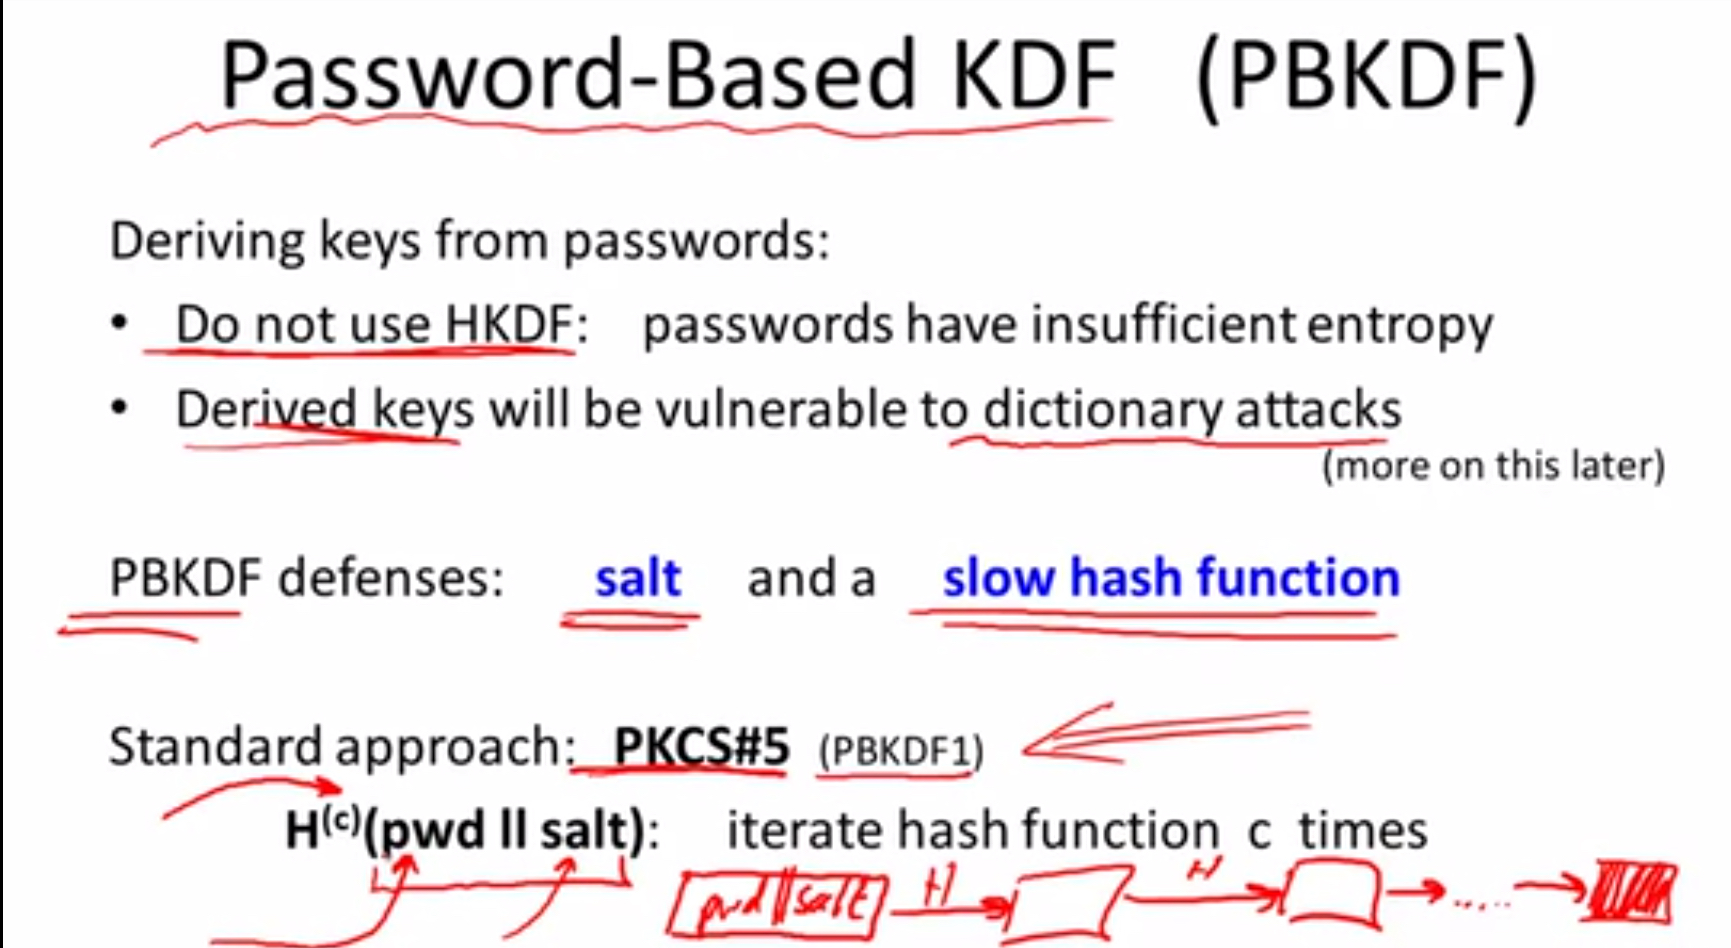 Password-Based KDF (PBKDF)
Deriving keys from passwords:
• Do not use HKDF: passwords have insufficient entropy
• Derived keys will be vulnerable to dictionary attacks
(more on this later)
PBKDF defenses: salt and a slow hash function
Standard approach: PKCS#5 (PBKDF1)
H(c)(pwd ll salt): iterate hash function c times
pwd||salt H H .....